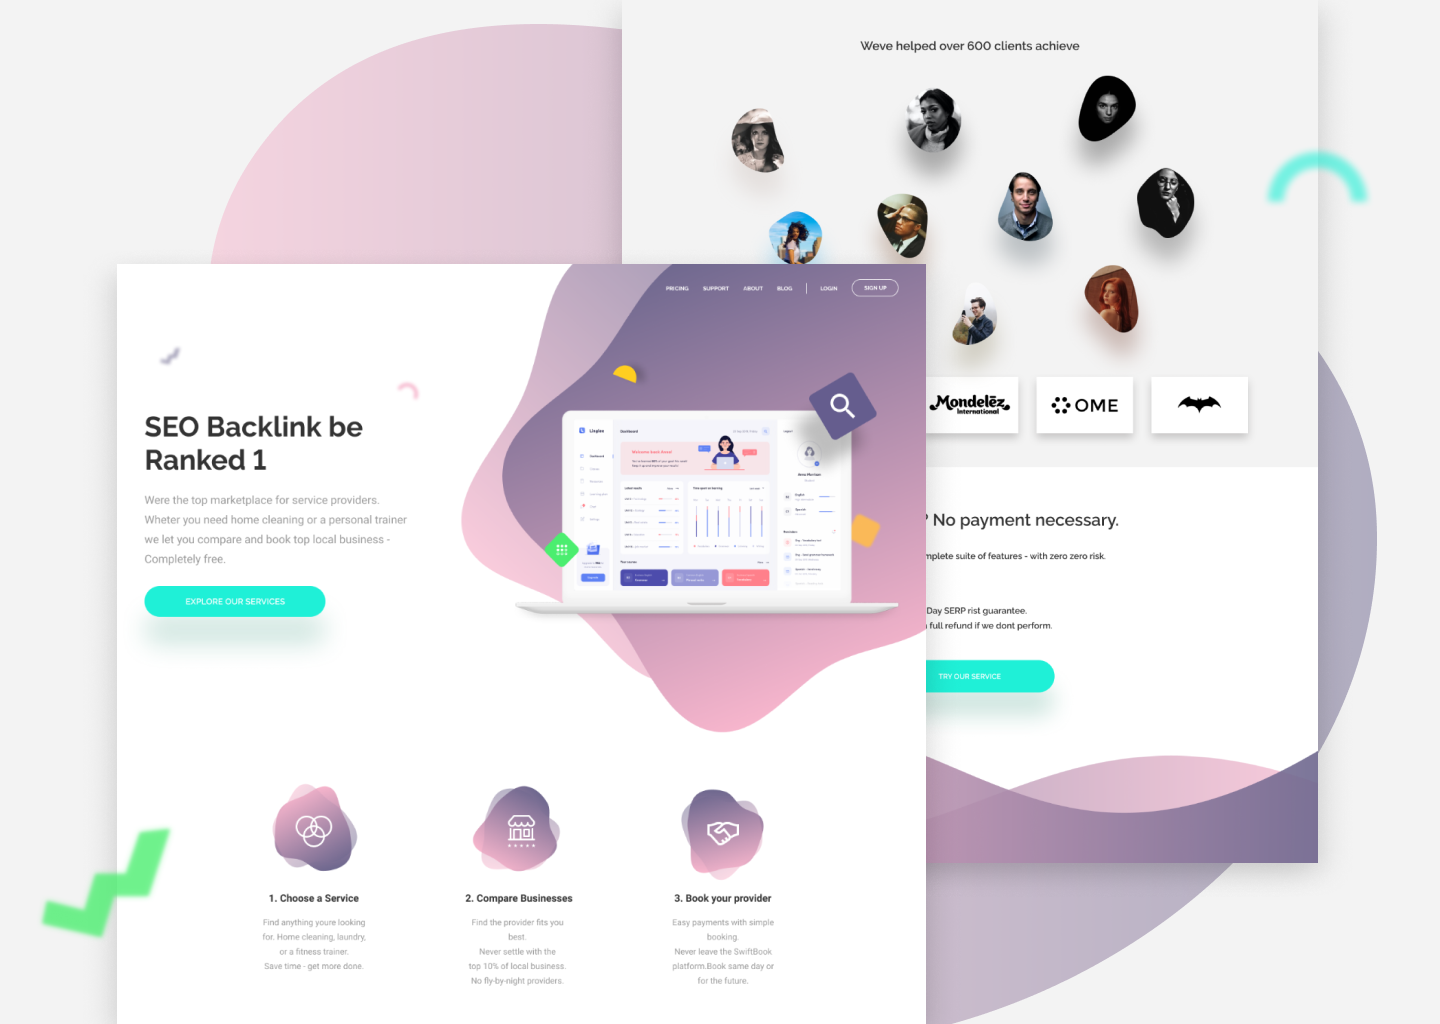 Weve helped over 600 clients achieve
PRICING SUPPORT ABOUT BLOG LOGIN SIGN UP
SEO Backlink be
Ranked 1
Were the top marketplace for service providers.
Wheter you need home cleaning or a personal trainer
we let you compare and book top local business -
Completely free.
EXPLORE OUR SERVICES
Dashboard
Welcome back Anna!
Mondelēz
International
OME
? No payment necessary.
mplete suite of features - with zero zero risk.
Day SERP rist guarantee.
full refund if we dont perform.
TRY OUR SERVICE
1. Choose a Service
Find anything youre looking
for. Home cleaning, laundry,
or a fitness trainer.
Save time - get more done.
2. Compare Businesses
Find the provider fits you
best.
Never settle with the
top 10% of local business.
No fly-by-night providers.
3. Book your provider
Easy payments with simple
booking.
Never leave the SwiftBook
platform.Book same day or
for the future.